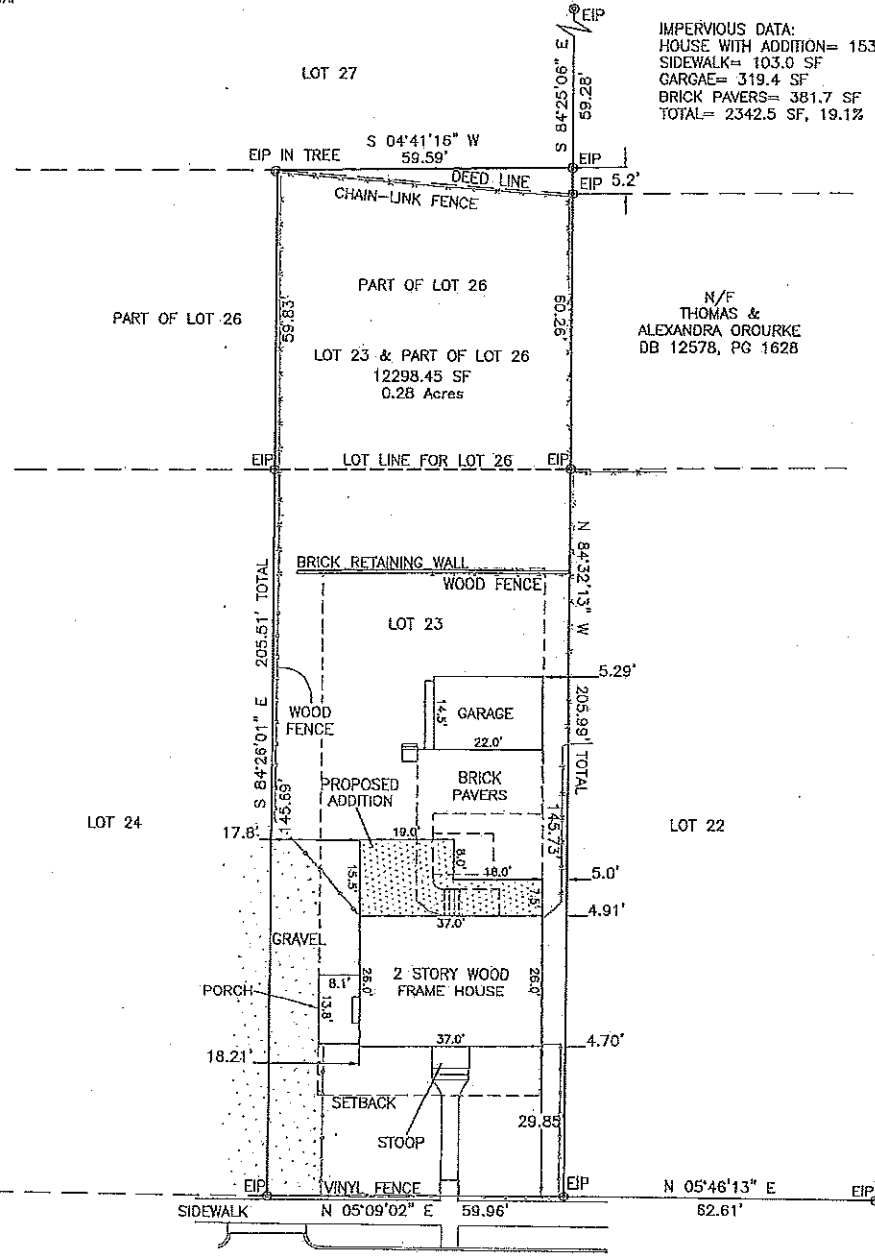 EIP
IMPERVIOUS DATA:
HOUSE WITH ADDITION= 153
SIDEWALK= 103.0 SF
GARGAE= 319.4 SF
BRICK PAVERS= 381.7 SF
TOTAL= 2342.5 SF, 19.1%
LOT 27
S 84°25'06" E
59.28'
S 04°41'15" W
59.59'
EIP IN TREE
EIP
DEED LINE
EIP 5.2'
CHAIN-LINK FENCE
PART OF LOT 26
59.83'
60.26'
PART OF LOT 26
N/F
THOMAS &
ALEXANDRA OROURKE
DB 12578, PG 1628
LOT 23 & PART OF LOT 26
12298.45 SF
0.28 Acres
EIP
LOT LINE FOR LOT 26
EIP
N 84°32'13" W
205.99' TOTAL
BRICK RETAINING WALL
WOOD FENCE
S 84°26'01" E 205.51' TOTAL
LOT 23
5.29'
WOOD
FENCE
14.5'
GARAGE
22.0'
BRICK
PAVERS
PROPOSED
ADDITION
145.69'
145.73'
LOT 24
LOT 22
17.8'
19.0'
8.0'
18.0'
15.5'
7.5'
5.0'
37.0'
4.91'
GRAVEL
2 STORY WOOD
FRAME HOUSE
26.0'
26.0'
PORCH
8.1'
13.8'
37.0'
4.70'
18.21'
SETBACK
29.85'
STOOP
EIP
VINYL FENCE
EIP
N 05°46'13" E
EIP
SIDEWALK
N 05°09'02" E 59.96'
62.61'